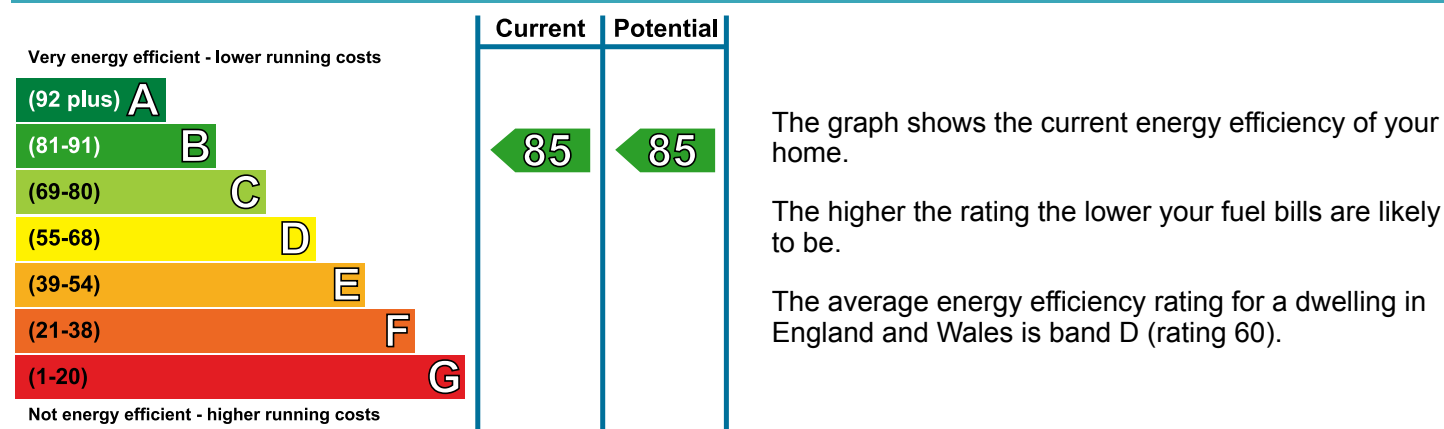 Current Potential
Very energy efficient - lower running costs
(92 plus) A
(81-91) B
85 85
(69-80) C
(55-68) D
(39-54) E
(21-38) F
(1-20) G
Not energy efficient - higher running costs
The graph shows the current energy efficiency of your
home.
The higher the rating the lower your fuel bills are likely
to be.
The average energy efficiency rating for a dwelling in
England and Wales is band D (rating 60).